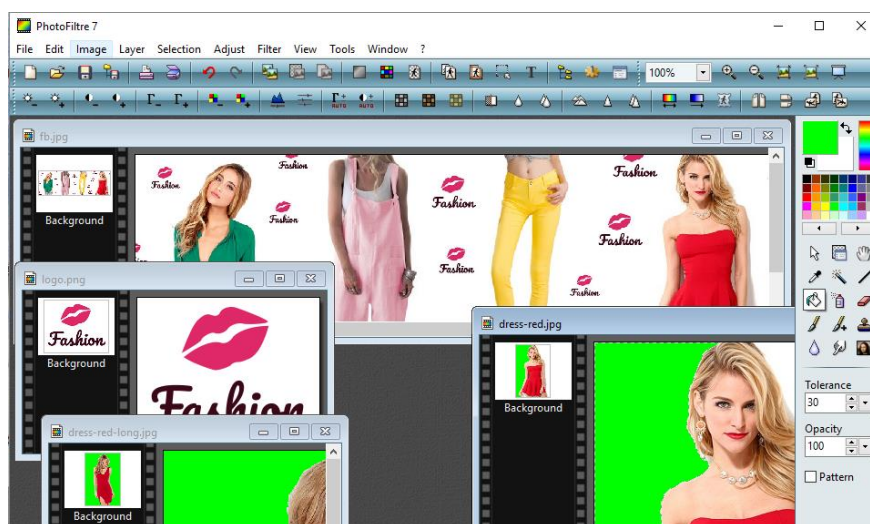 PhotoFiltre 7
File Edit Image Layer Selection Adjust Filter View Tools Window ?
T 100%
AUTO AUTO
fb.jpg
Background
Fashion
Fashion
Fashion
Fashion
Fashion
Fashion
Fashion
Fashion
logo.png
Fashion
Background
Fashion
dress-red.jpg
Background
dress-red-long.jpg
Background
Tolerance
30
Opacity
100
Pattern